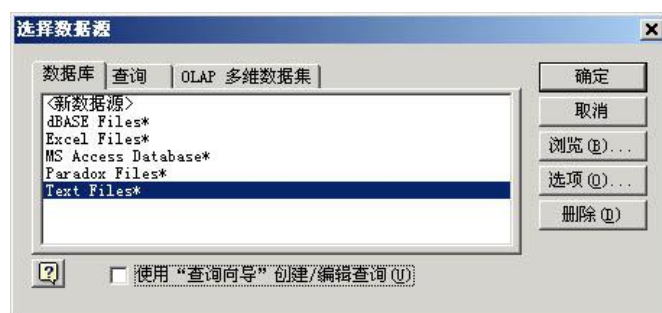 选择数据源
数据库 查询 OLAP 多维数据集
<新数据源>
dBASE Files*
Excel Files*
MS Access Database*
Paradox Files*
Text Files*
确定
取消
浏览(B)...
选项(O)...
删除(D)
使用“查询向导”创建/编辑查询(U)